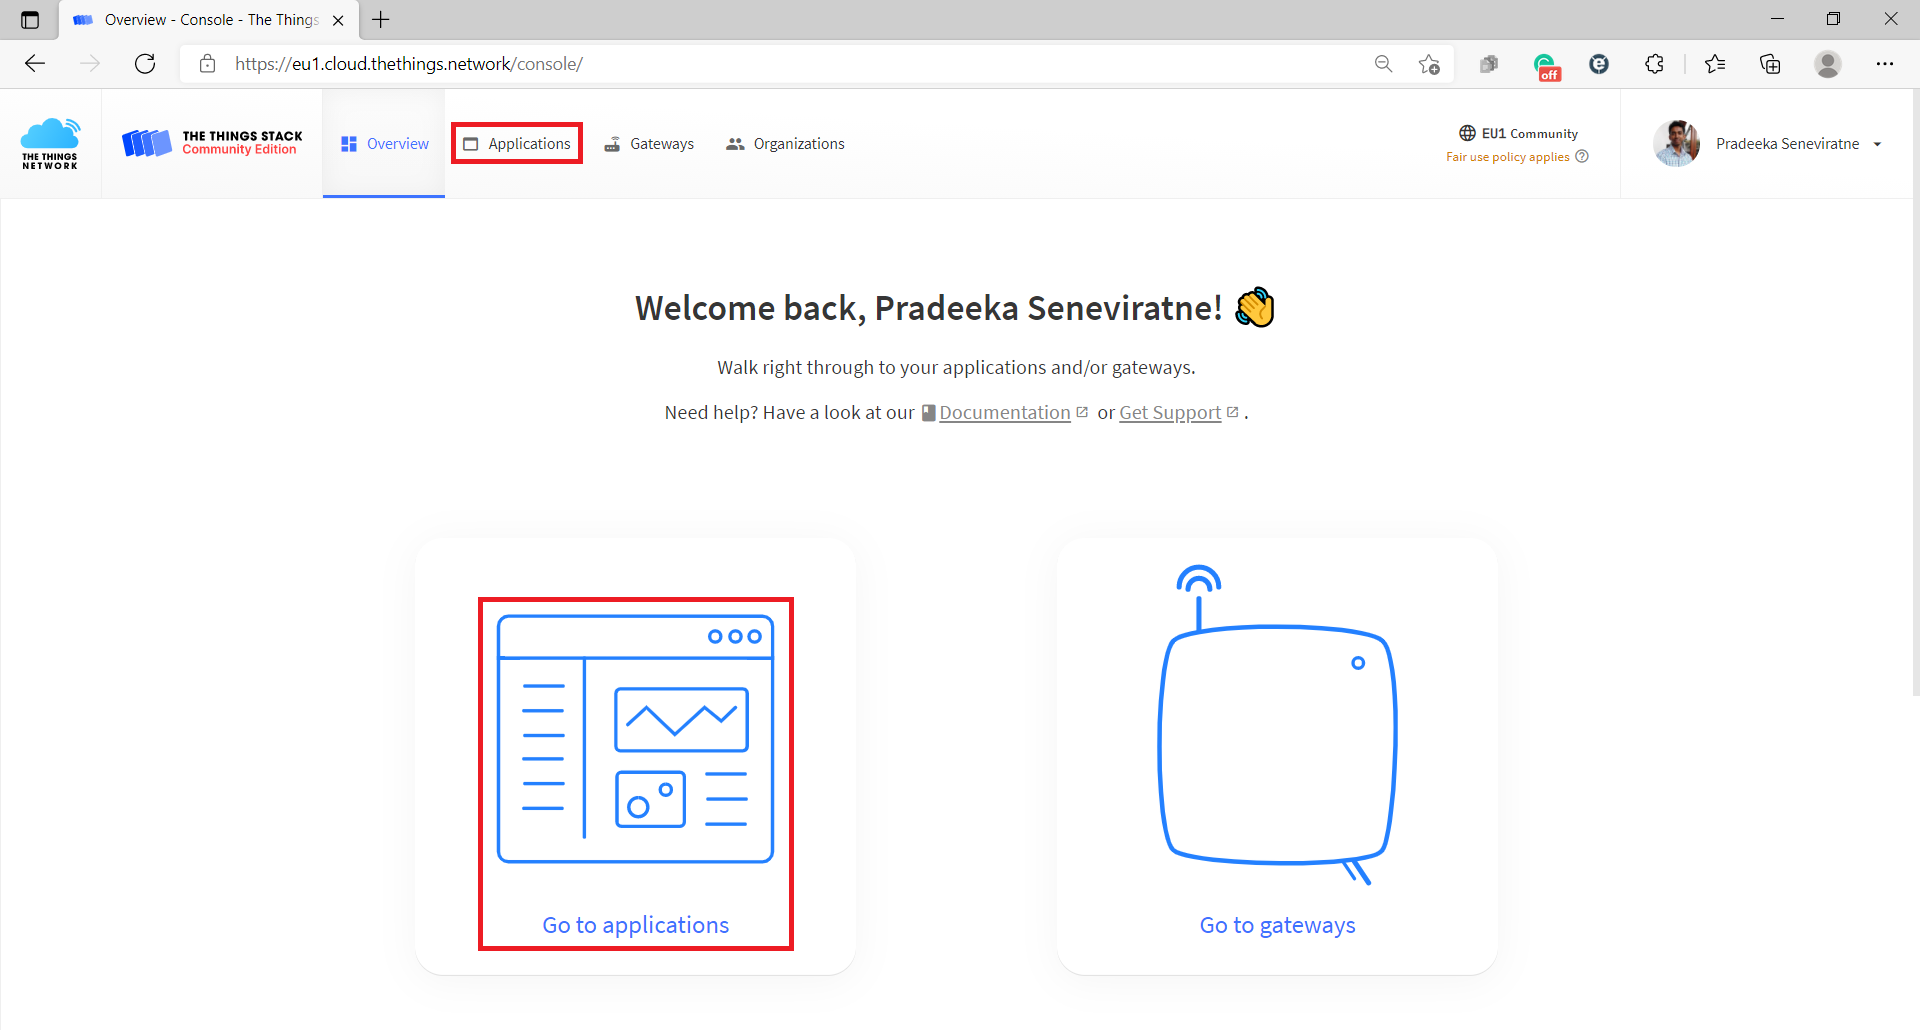 Overview - Console - The Things
https://eu1.cloud.thethings.network/console/
off
THE THINGS
NETWORK
THE THINGS STACK
Community Edition
Overview
Applications
Gateways
Organizations
EU1 Community
Fair use policy applies
Pradeeka Seneviratne
Welcome back, Pradeeka Seneviratne! 👋
Walk right through to your applications and/or gateways.
Need help? Have a look at our Documentation or Get Support .
Go to applications
Go to gateways